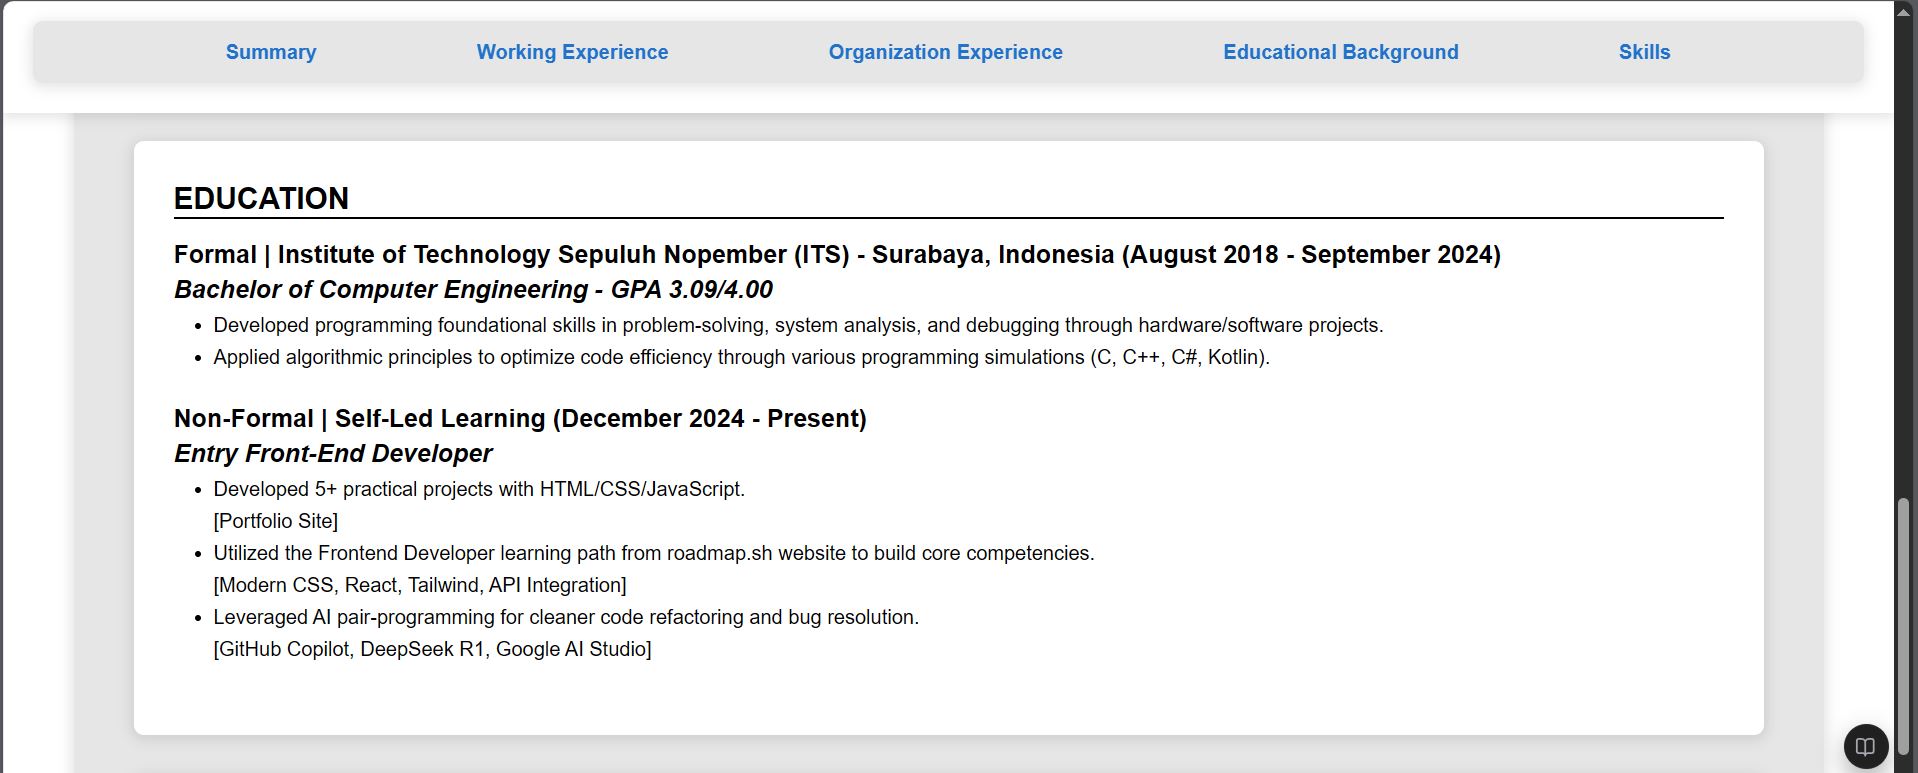 Summary
Working Experience
Organization Experience
Educational Background
Skills
EDUCATION
Formal | Institute of Technology Sepuluh Nopember (ITS) - Surabaya, Indonesia (August 2018 - September 2024)
Bachelor of Computer Engineering - GPA 3.09/4.00
• Developed programming foundational skills in problem-solving, system analysis, and debugging through hardware/software projects.
• Applied algorithmic principles to optimize code efficiency through various programming simulations (C, C++, C#, Kotlin).
Non-Formal | Self-Led Learning (December 2024 - Present)
Entry Front-End Developer
• Developed 5+ practical projects with HTML/CSS/JavaScript.
[Portfolio Site]
• Utilized the Frontend Developer learning path from roadmap.sh website to build core competencies.
[Modern CSS, React, Tailwind, API Integration]
• Leveraged AI pair-programming for cleaner code refactoring and bug resolution.
[GitHub Copilot, DeepSeek R1, Google AI Studio]